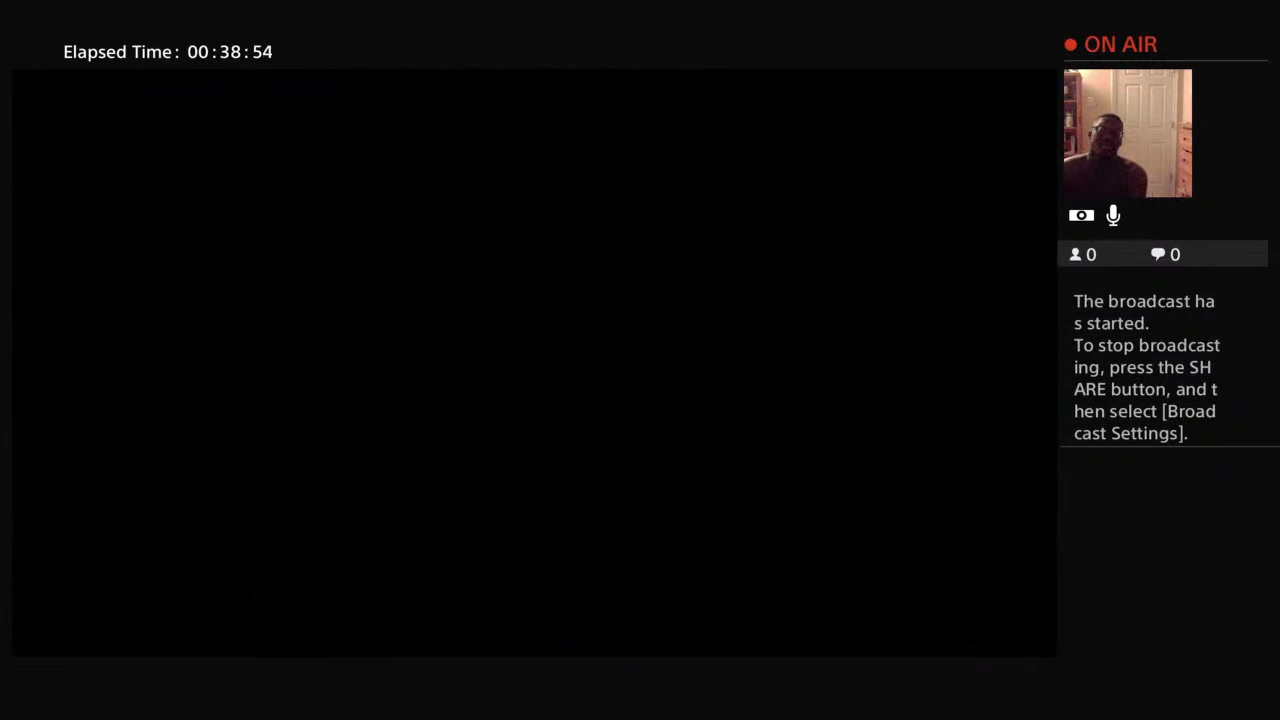 Elapsed Time: 00:38:54
ON AIR
0 0
The broadcast ha
s started.
To stop broadcast
ing, press the SH
ARE button, and t
hen select [Broad
cast Settings].